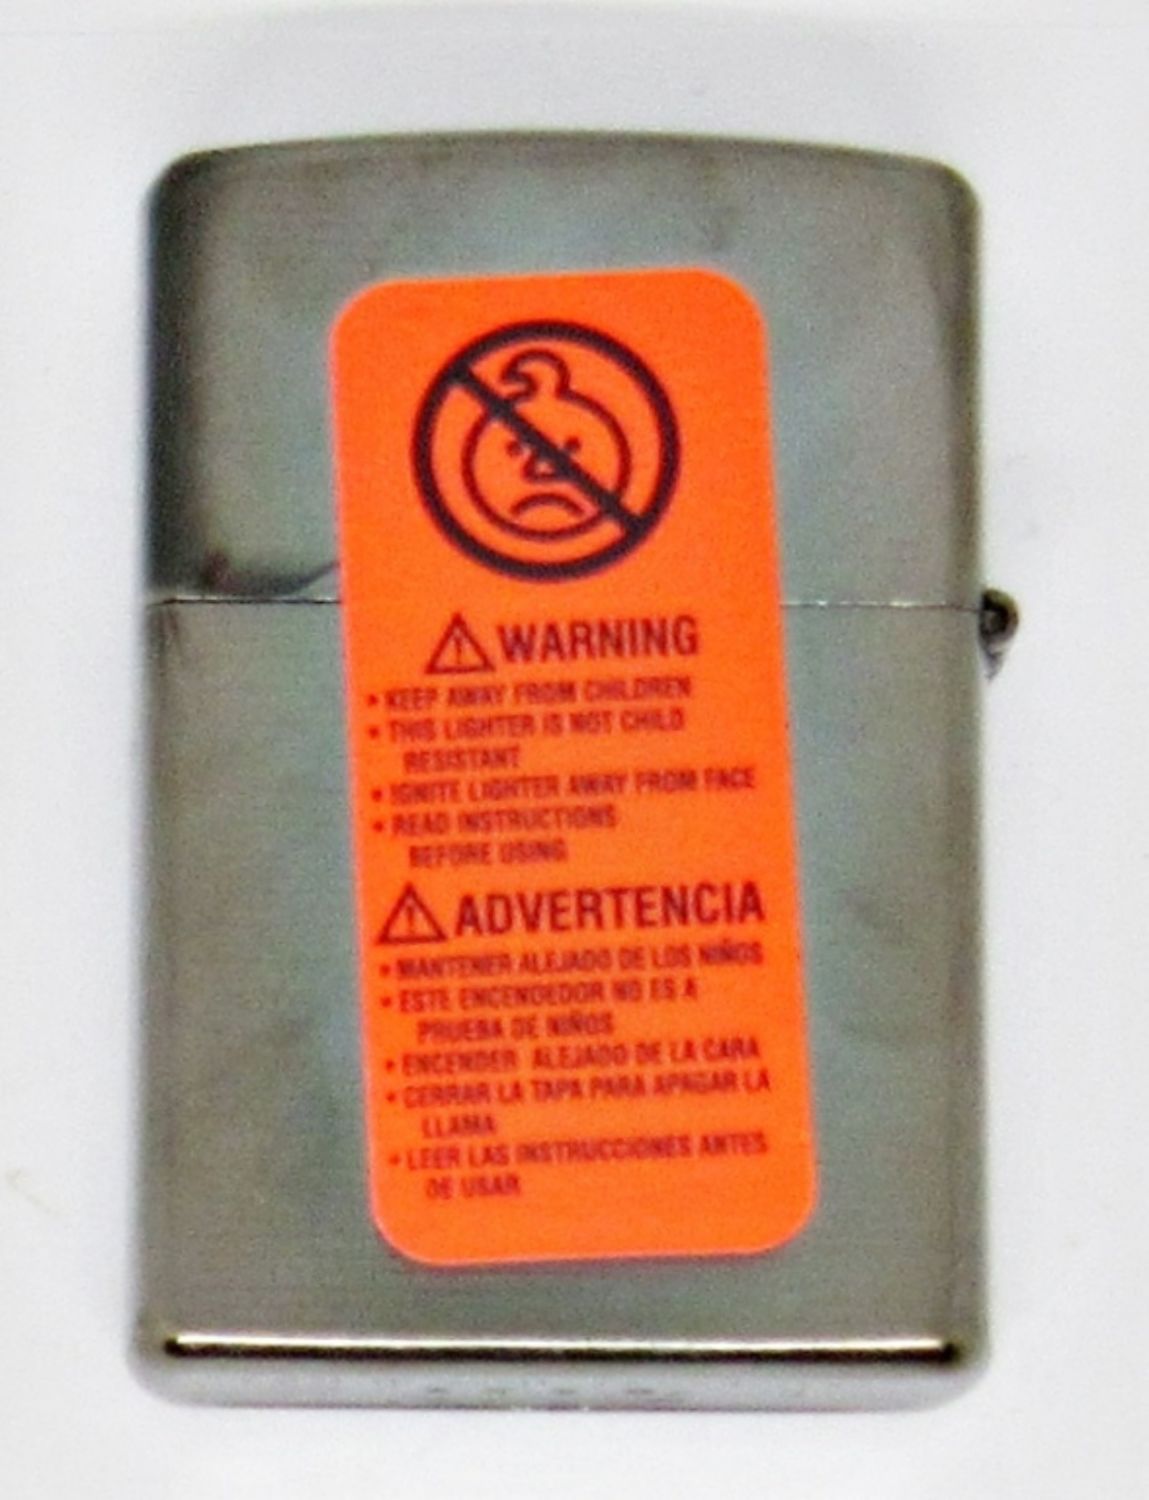 WARNING
• KEEP AWAY FROM CHILDREN
• THIS LIGHTER IS NOT CHILD
RESISTANT
• IGNITE LIGHTER AWAY FROM FACE
• READ INSTRUCTIONS
BEFORE USING
ADVERTENCIA
• MANTENER ALEJADO DE LOS NIÑOS
• ESTE ENCENDEDOR NO ES A
PRUEBA DE NIÑOS
• ENCENDER ALEJADO DE LA CARA
• CERRAR LA TAPA PARA APAGAR LA
LLAMA
• LEER LAS INSTRUCCIONES ANTES
DE USAR